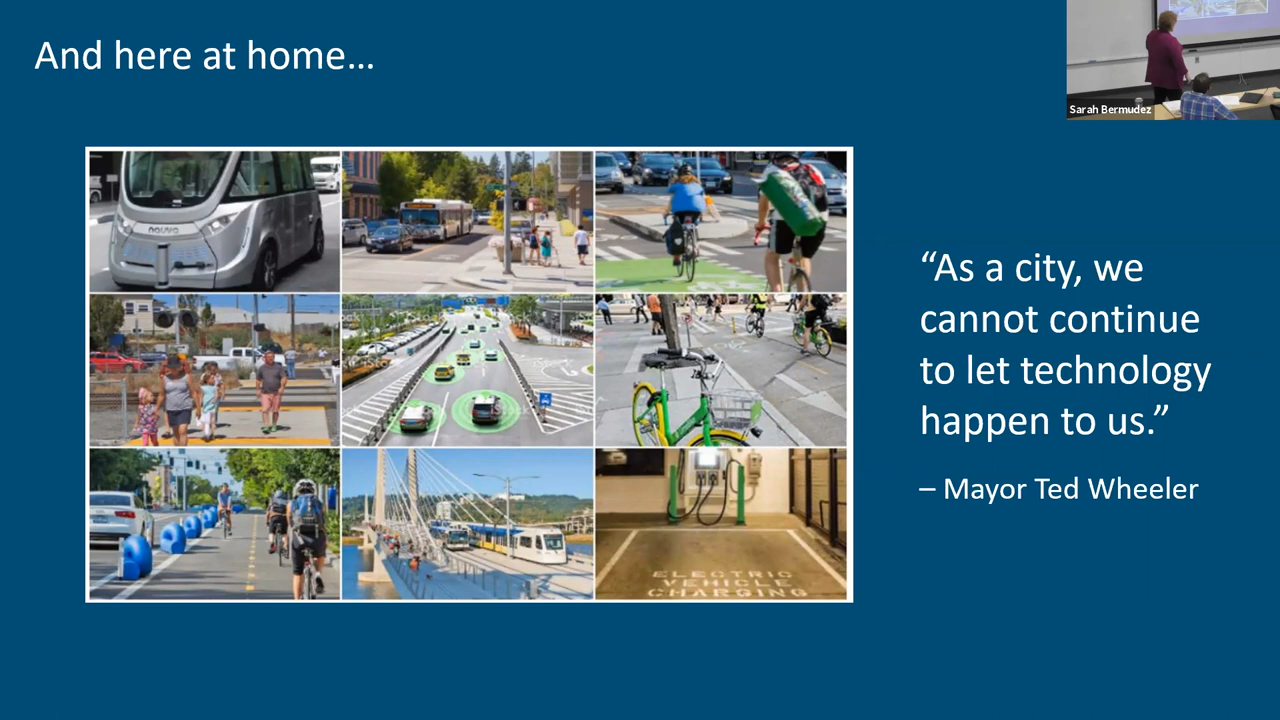 And here at home…
Sarah Bermudez
navya
“As a city, we
cannot continue
to let technology
happen to us.”
– Mayor Ted Wheeler
ELECTRIC
VEHICLE
CHARGING